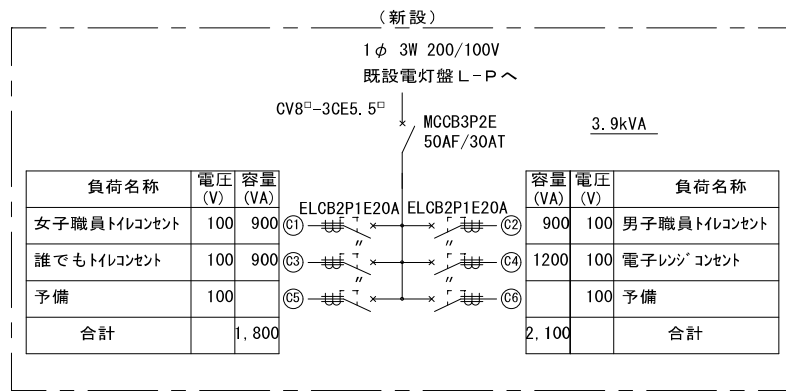 (新設)
1φ 3W 200/100V
既設電灯盤L-Pへ
CV8□-3CE5.5□
MCCB3P2E
50AF/30AT
3.9kVA
負荷名称 電圧(V) 容量(VA)
女子職員トイレコンセント 100 900 C1
誰でもトイレコンセント 100 900 C3
予備 100 C5
合計 1,800
ELCB2P1E20A ELCB2P1E20A
〃 〃
〃 〃
容量(VA) 電圧(V) 負荷名称
C2 900 100 男子職員トイレコンセント
C4 1200 100 電子レンジコンセント
C6 100 予備
2,100 合計